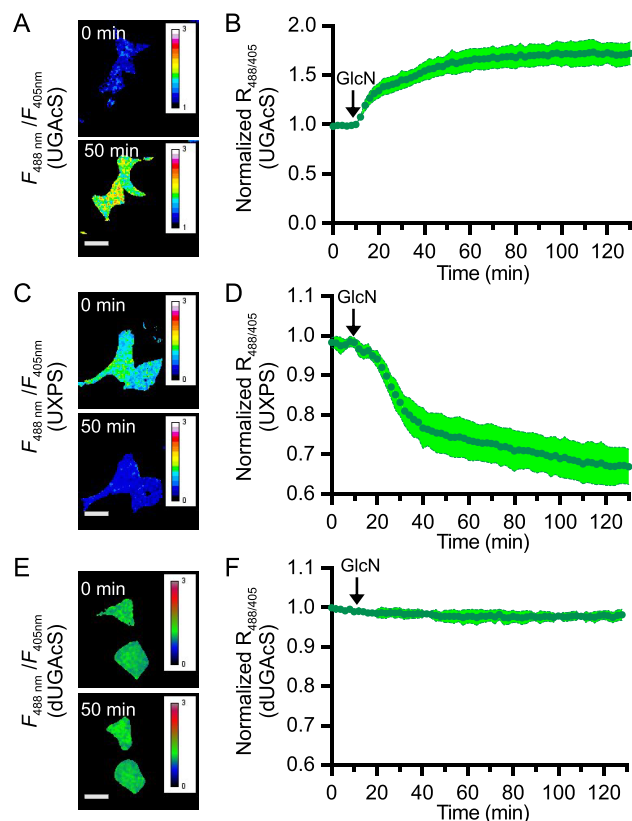 A
0 min
3
1
50 min
3
1
F488 nm /F405nm
(UGAcS)
B
GlcN
Normalized R488/405
(UGAcS)
2.0
1.5
1.0
0.5
0.0
0 20 40 60 80 100 120
Time (min)
C
0 min
3
0
50 min
3
0
F488 nm /F405nm
(UXPS)
D
GlcN
Normalized R488/405
(UXPS)
1.1
1.0
0.9
0.8
0.7
0.6
0 20 40 60 80 100 120
Time (min)
E
0 min
3
0
50 min
3
0
F488 nm /F405nm
(dUGAcS)
F
GlcN
Normalized R488/405
(dUGAcS)
1.1
1.0
0.9
0.8
0.7
0.6
0 20 40 60 80 100 120
Time (min)